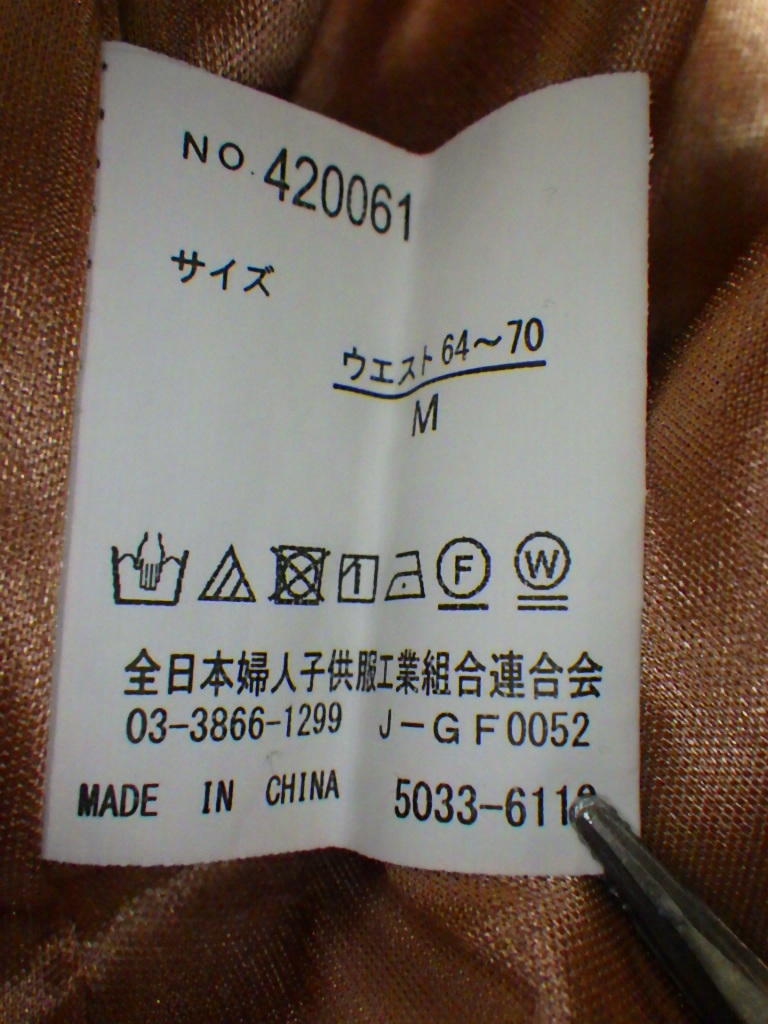 NO.420061
サイズ
ウエスト64～70
M
F W
全日本婦人子供服工業組合連合会
03-3866-1299 J-GF0052
MADE IN CHINA